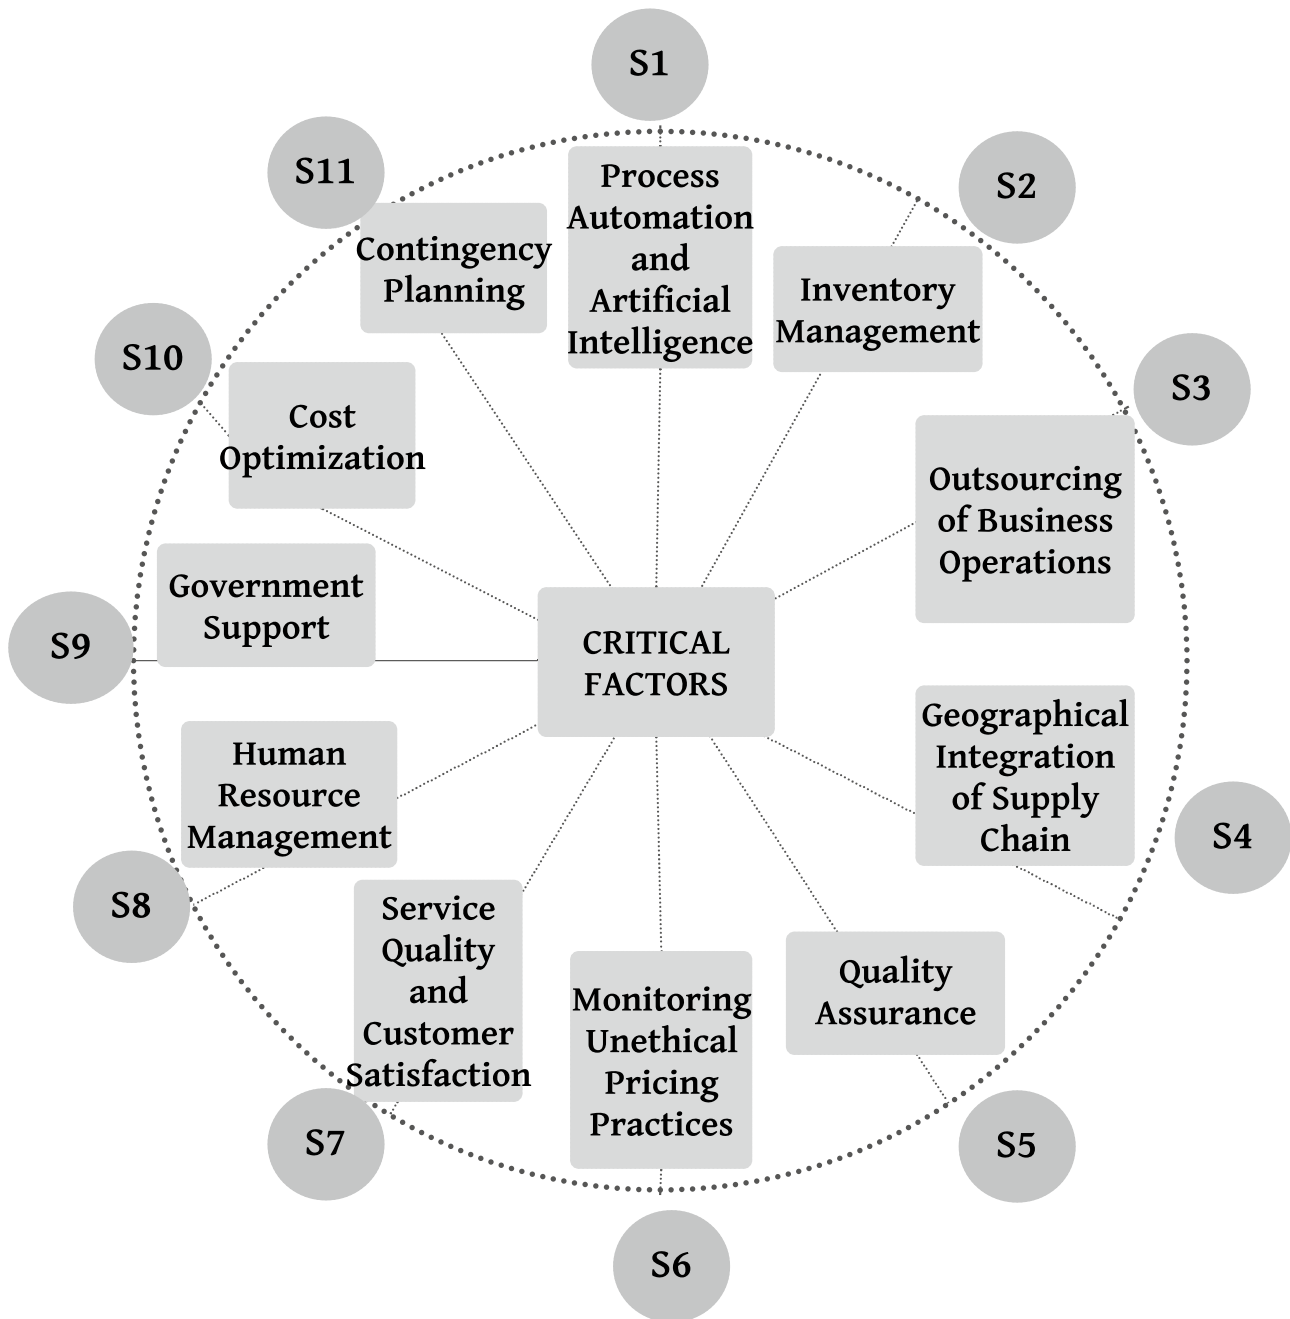 S1
Process
Automation
and
Artificial
Intelligence
S2
Inventory
Management
S3
Outsourcing
of Business
Operations
S4
Geographical
Integration
of Supply
Chain
S5
Quality
Assurance
S6
Monitoring
Unethical
Pricing
Practices
S7
Service
Quality
and
Customer
Satisfaction
S8
Human
Resource
Management
S9
Government
Support
S10
Cost
Optimization
S11
Contingency
Planning
CRITICAL
FACTORS